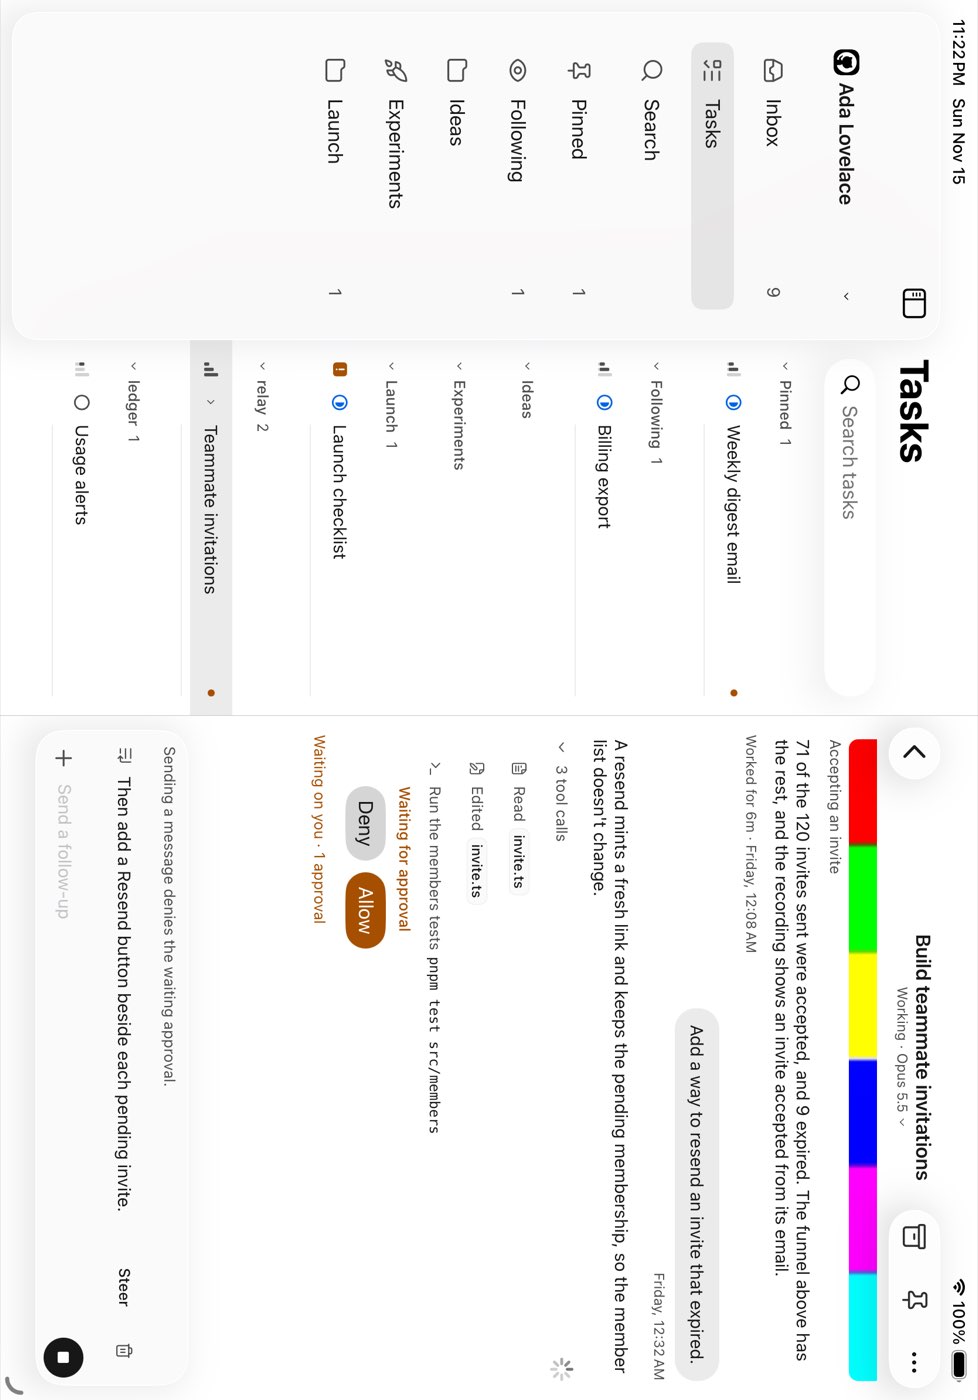 11:22 PM Sun Nov 15
100%
Ada Lovelace
Inbox 9
Tasks
Search
Pinned 1
Following 1
Ideas
Experiments
Launch 1
Tasks
Search tasks
Pinned 1
Weekly digest email
Following 1
Billing export
Ideas
Experiments
Launch 1
Launch checklist
relay 2
Teammate invitations
ledger 1
Usage alerts
Build teammate invitations
Working · Opus 5.5
Accepting an invite
71 of the 120 invites sent were accepted, and 9 expired. The funnel above has
the rest, and the recording shows an invite accepted from its email.
Worked for 6m · Friday, 12:08 AM
Add a way to resend an invite that expired.
Friday, 12:32 AM
A resend mints a fresh link and keeps the pending membership, so the member
list doesn't change.
3 tool calls
Read invite.ts
Edited invite.ts
Run the members tests pnpm test src/members
Waiting for approval
Deny Allow
Waiting on you · 1 approval
Sending a message denies the waiting approval.
Then add a Resend button beside each pending invite. Steer
Send a follow-up